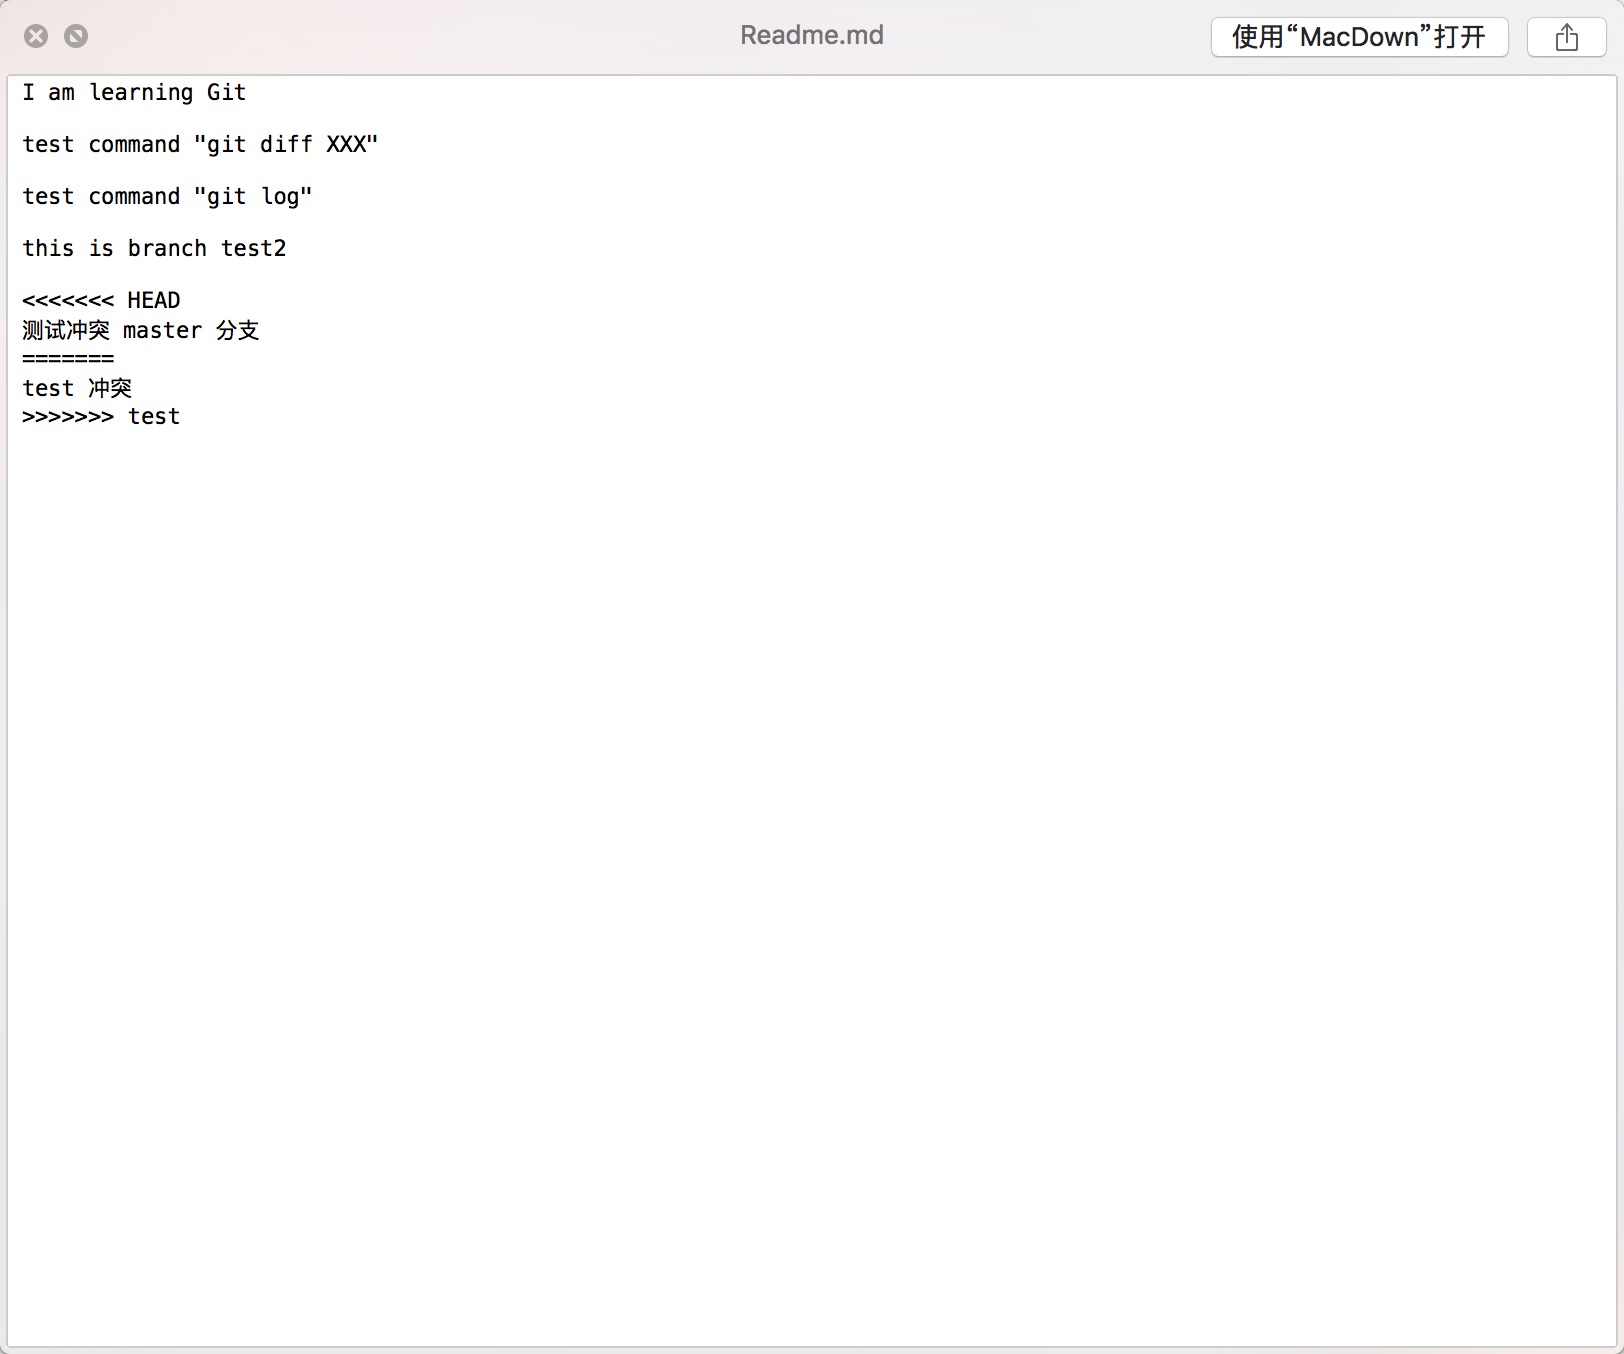 Readme.md
使用“MacDown”打开
I am learning Git
test command "git diff XXX"
test command "git log"
this is branch test2
<<<<<<< HEAD
测试冲突 master 分支
=======
test 冲突
>>>>>>> test